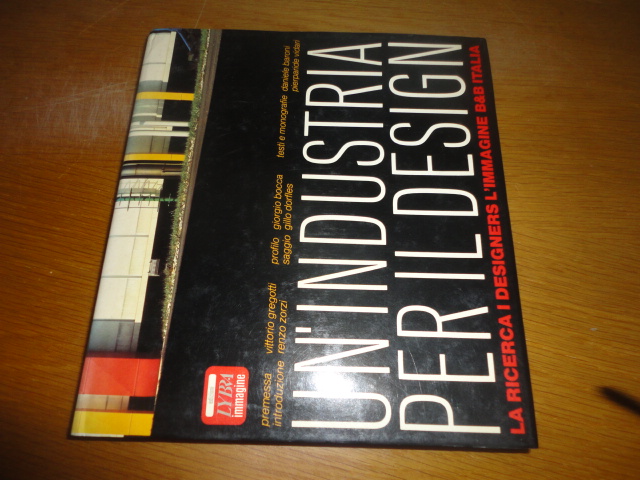 premessa vittorio gregotti
introduzione renzo zorzi
profilo giorgio bocca
saggio gillo dorfles
testi e monografie daniele baroni
pierparide vidari
UN'INDUSTRIA
PER IL DESIGN
LA RICERCA I DESIGNERS L'IMMAGINE B&B ITALIA
LYBRA
immagine